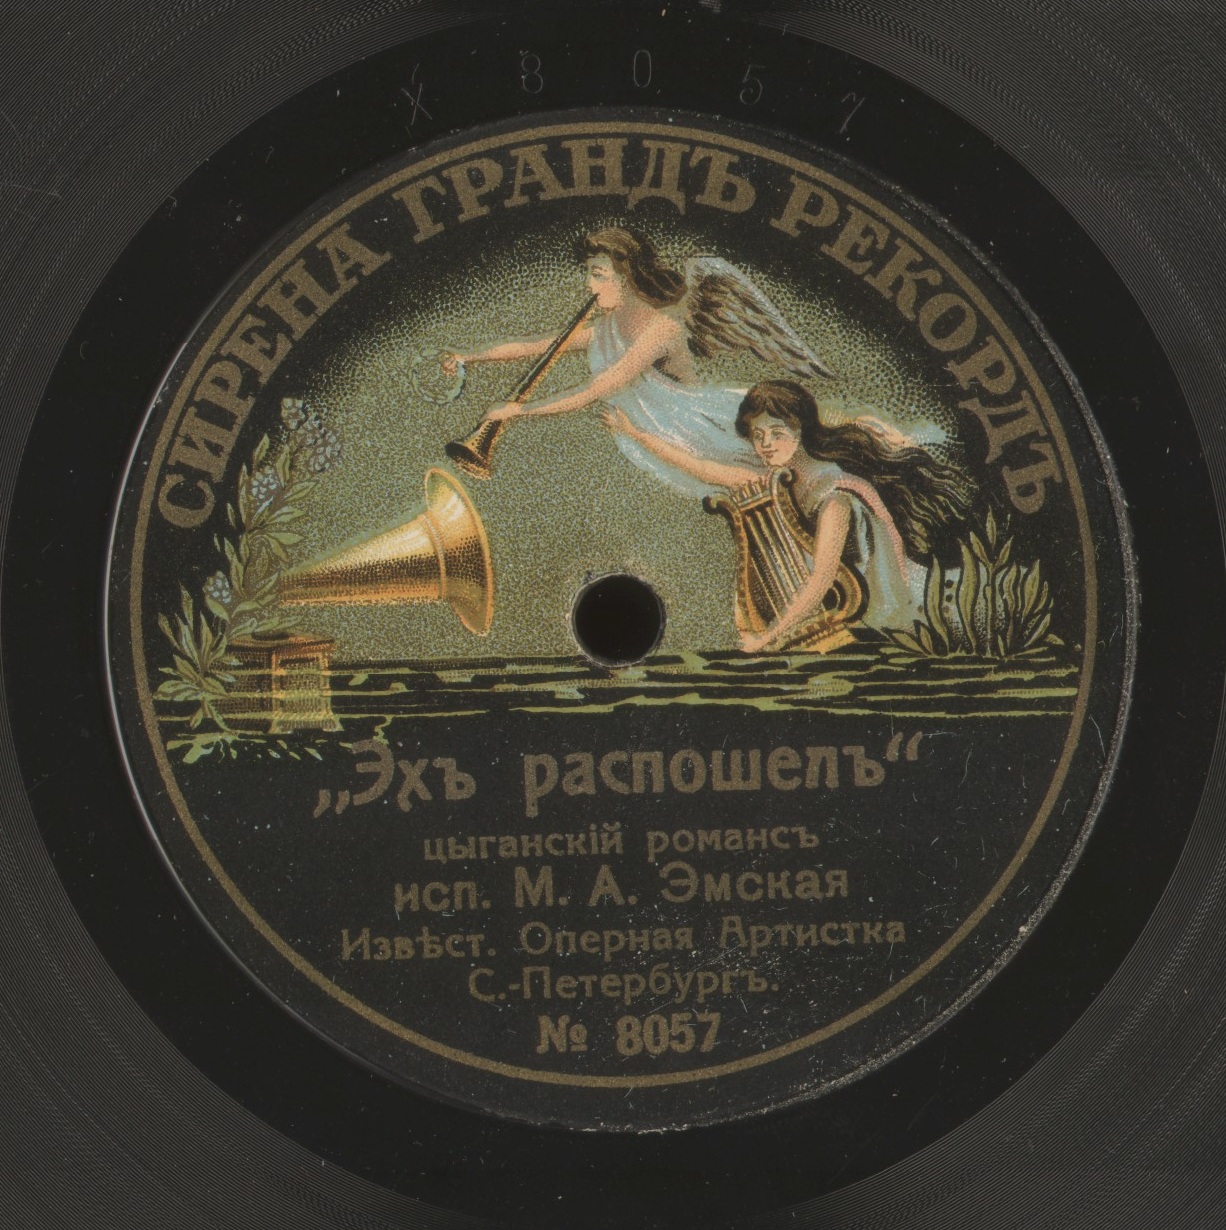 X 8057
СИРЕНА ГРАНДЪ РЕКОРДЪ
„Эхъ распошелъ“
цыганскій романсъ
исп. М. А. Эмская
Извѣст. Оперная Артистка
С.-Петербургъ.
№ 8057